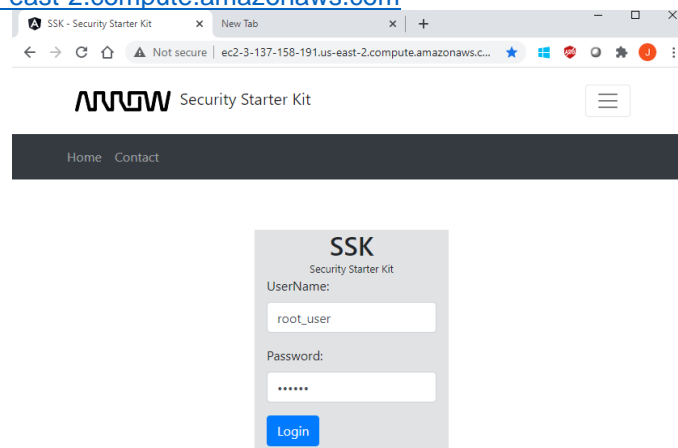 east-2.compute.amazonaws.com
SSK - Security Starter Kit
New Tab
Not secure | ec2-3-137-158-191.us-east-2.compute.amazonaws.c...
ABP
J
ARROW Security Starter Kit
Home Contact
SSK
Security Starter Kit
UserName:
root_user
Password:
••••••
Login